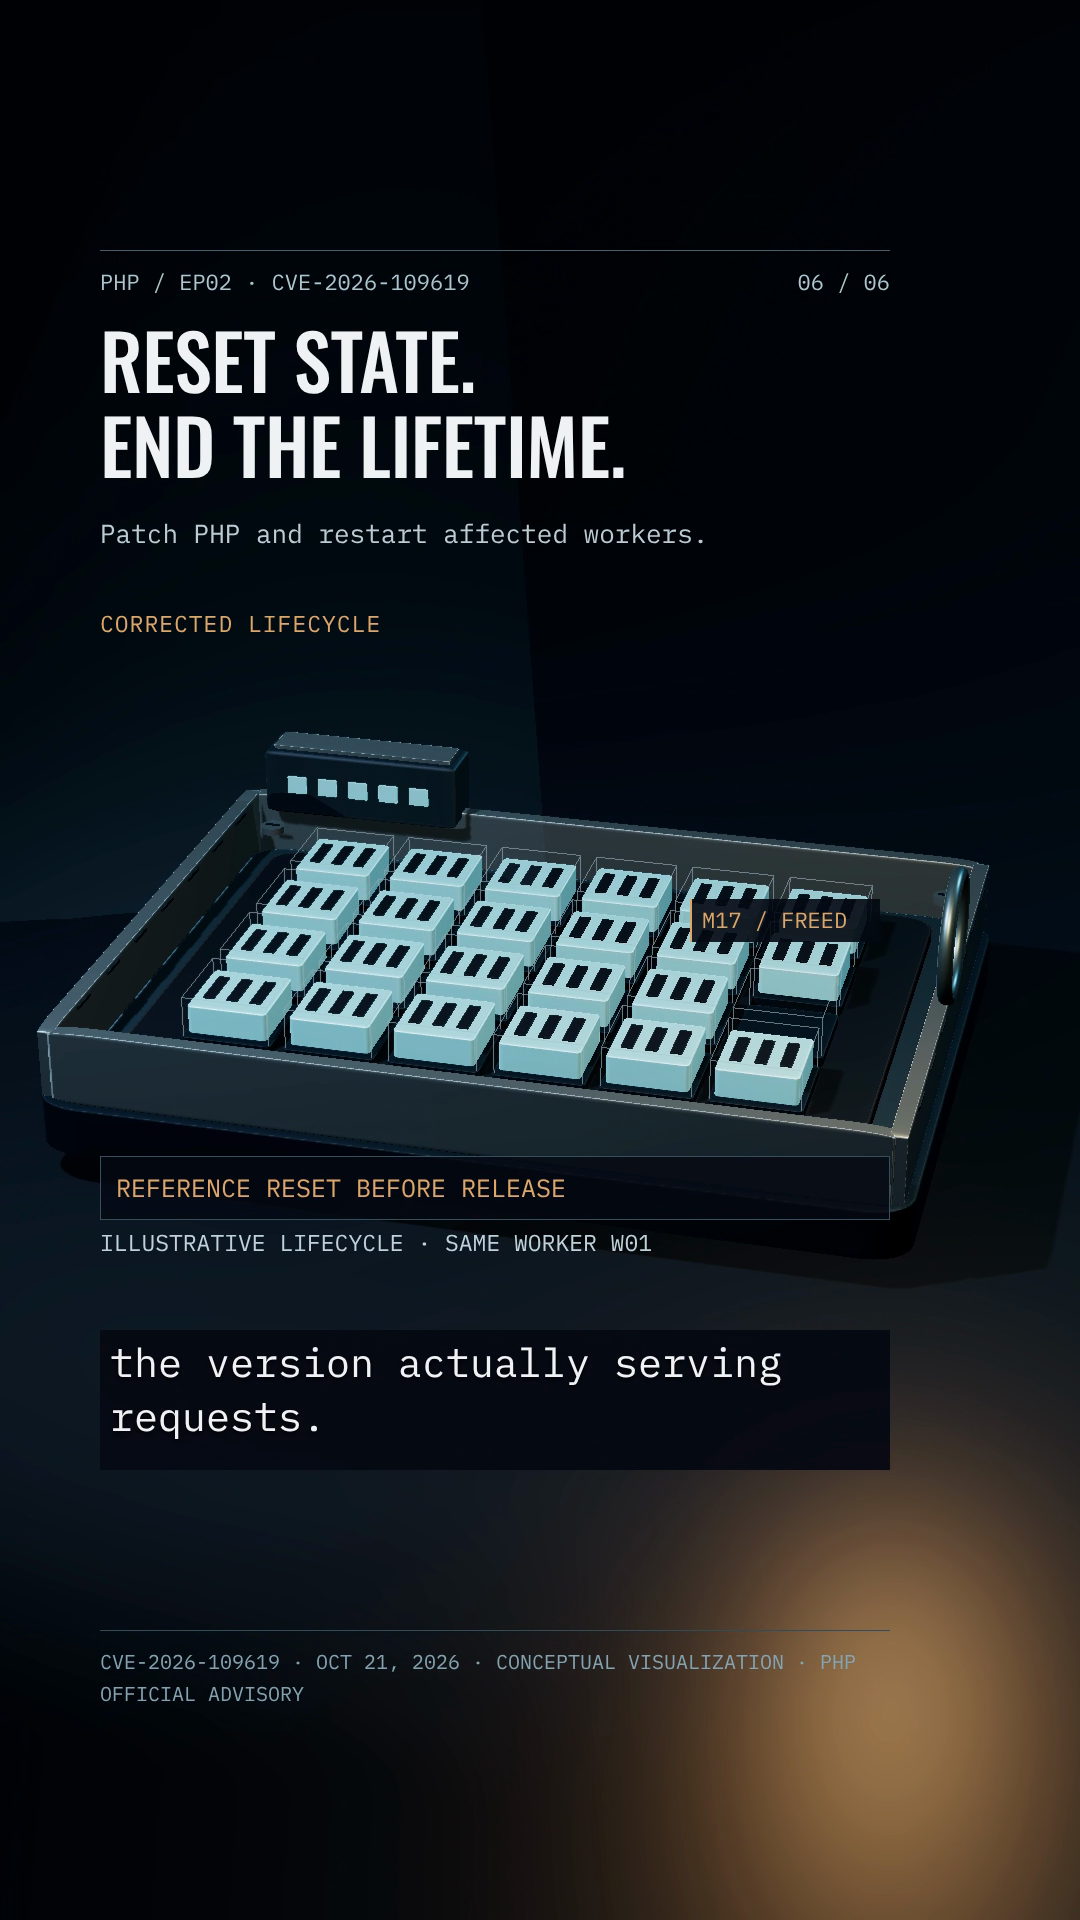 PHP / EP02 · CVE-2026-109619
06 / 06
RESET STATE.
END THE LIFETIME.
Patch PHP and restart affected workers.
CORRECTED LIFECYCLE
M17 / FREED
REFERENCE RESET BEFORE RELEASE
ILLUSTRATIVE LIFECYCLE · SAME WORKER W01
the version actually serving
requests.
CVE-2026-109619 · OCT 21, 2026 · CONCEPTUAL VISUALIZATION · PHP
OFFICIAL ADVISORY